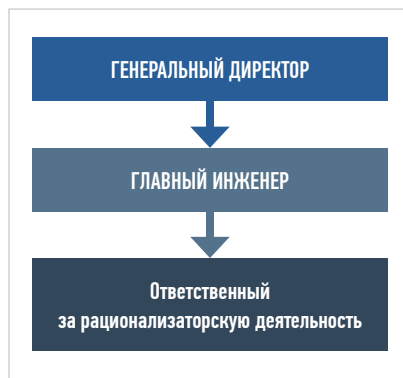 ГЕНЕРАЛЬНЫЙ ДИРЕКТОР
ГЛАВНЫЙ ИНЖЕНЕР
Ответственный
за рационализаторскую деятельность